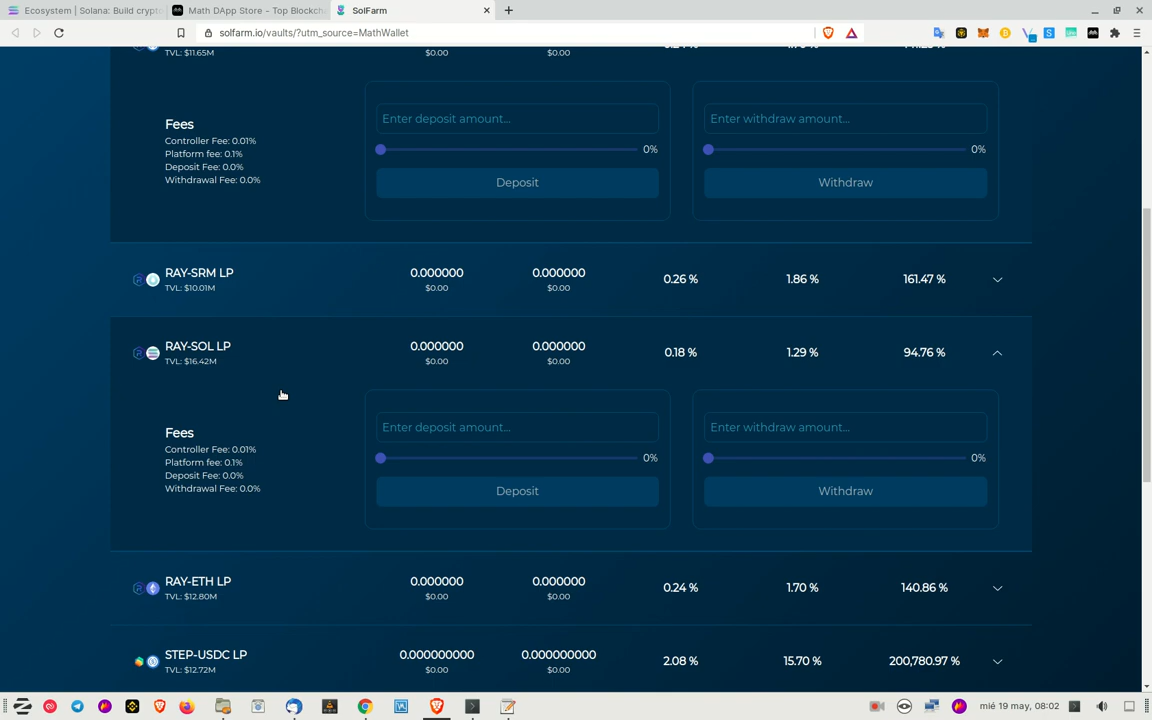 Ecosystem | Solana: Build crypto
Math DApp Store – Top Blockch
SolFarm
solfarm.io/vaults/?utm_source=MathWallet
TVL: $11.65M
$0.00
$0.00
Fees
Controller Fee: 0.01%
Platform fee: 0.1%
Deposit Fee: 0.0%
Withdrawal Fee: 0.0%
Enter deposit amount...
0%
Deposit
Enter withdraw amount...
0%
Withdraw
RAY-SRM LP
TVL: $10.01M
0.000000
$0.00
0.000000
$0.00
0.26 %
1.86 %
161.47 %
RAY-SOL LP
TVL: $16.42M
0.000000
$0.00
0.000000
$0.00
0.18 %
1.29 %
94.76 %
Fees
Controller Fee: 0.01%
Platform fee: 0.1%
Deposit Fee: 0.0%
Withdrawal Fee: 0.0%
Enter deposit amount...
0%
Deposit
Enter withdraw amount...
0%
Withdraw
RAY-ETH LP
TVL: $12.80M
0.000000
$0.00
0.000000
$0.00
0.24 %
1.70 %
140.86 %
STEP-USDC LP
TVL: $12.72M
0.000000000
$0.00
0.000000000
$0.00
2.08 %
15.70 %
200,780.97 %
mié 19 may, 08:02